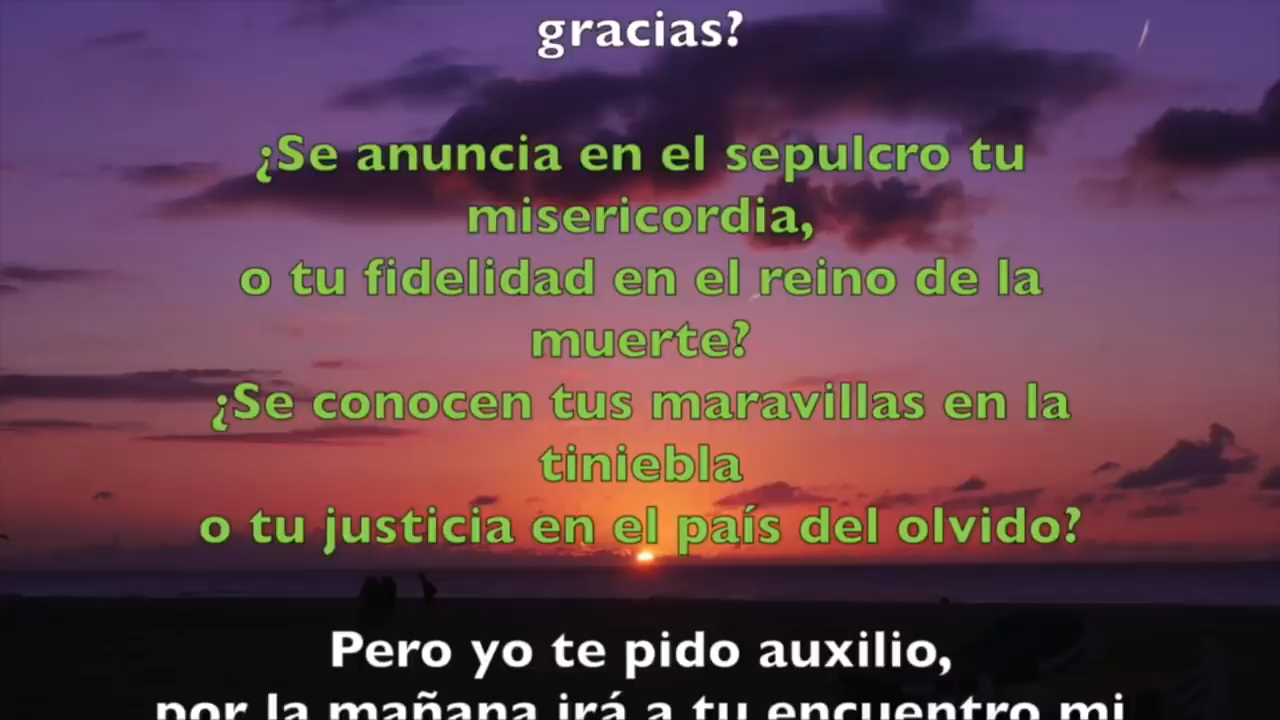 gracias?
¿Se anuncia en el sepulcro tu
misericordia,
o tu fidelidad en el reino de la
muerte?
¿Se conocen tus maravillas en la
tiniebla
o tu justicia en el país del olvido?
Pero yo te pido auxilio,
por la mañana irá a tu encuentro mi